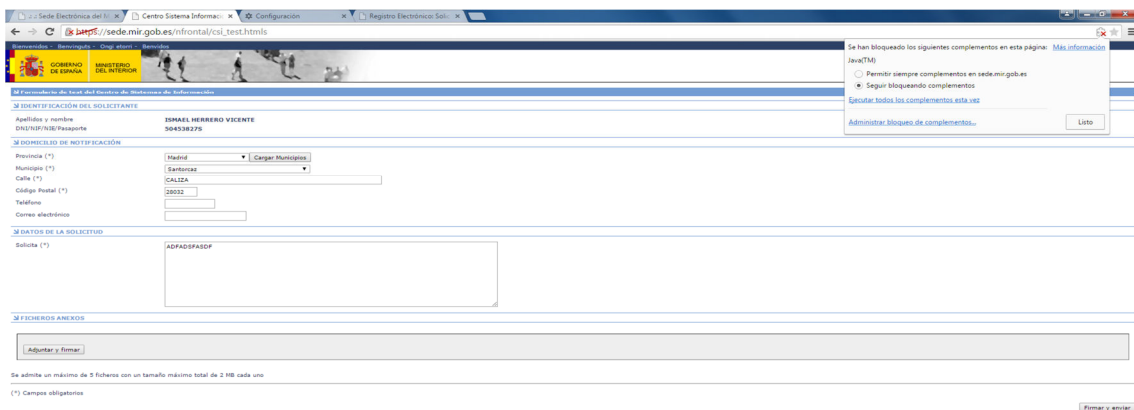 Sede Electrónica del M
Centro Sistema Informac
Configuración
Registro Electrónico: Soli
https://sede.mir.gob.es/nfrontal/csi_test.htmls
Bienvenidos - Benvinguts - Ongi etorri - Benvidos
GOBIERNO DE ESPAÑA
MINISTERIO DEL INTERIOR
Se han bloqueado los siguientes complementos en esta página: Más información
Java(TM)
Permitir siempre complementos en sede.mir.gob.es
Seguir bloqueando complementos
Ejecutar todos los complementos esta vez
Administrar bloqueo de complementos...
Listo
Formulario de test del Centro de Sistemas de Información
IDENTIFICACIÓN DEL SOLICITANTE
Apellidos y nombre ISMAEL HERRERO VICENTE
DNI/NIF/NIE/Pasaporte 50453827S
DOMICILIO DE NOTIFICACIÓN
Provincia (*) Madrid Cargar Municipios
Municipio (*) Santorcaz
Calle (*) CALIZA
Código Postal (*) 28032
Teléfono
Correo electrónico
DATOS DE LA SOLICITUD
Solicita (*) ADFADSFASDF
FICHEROS ANEXOS
Adjuntar y firmar
Se admite un máximo de 5 ficheros con un tamaño máximo total de 2 MB cada uno
(*) Campos obligatorios
Firmar y enviar